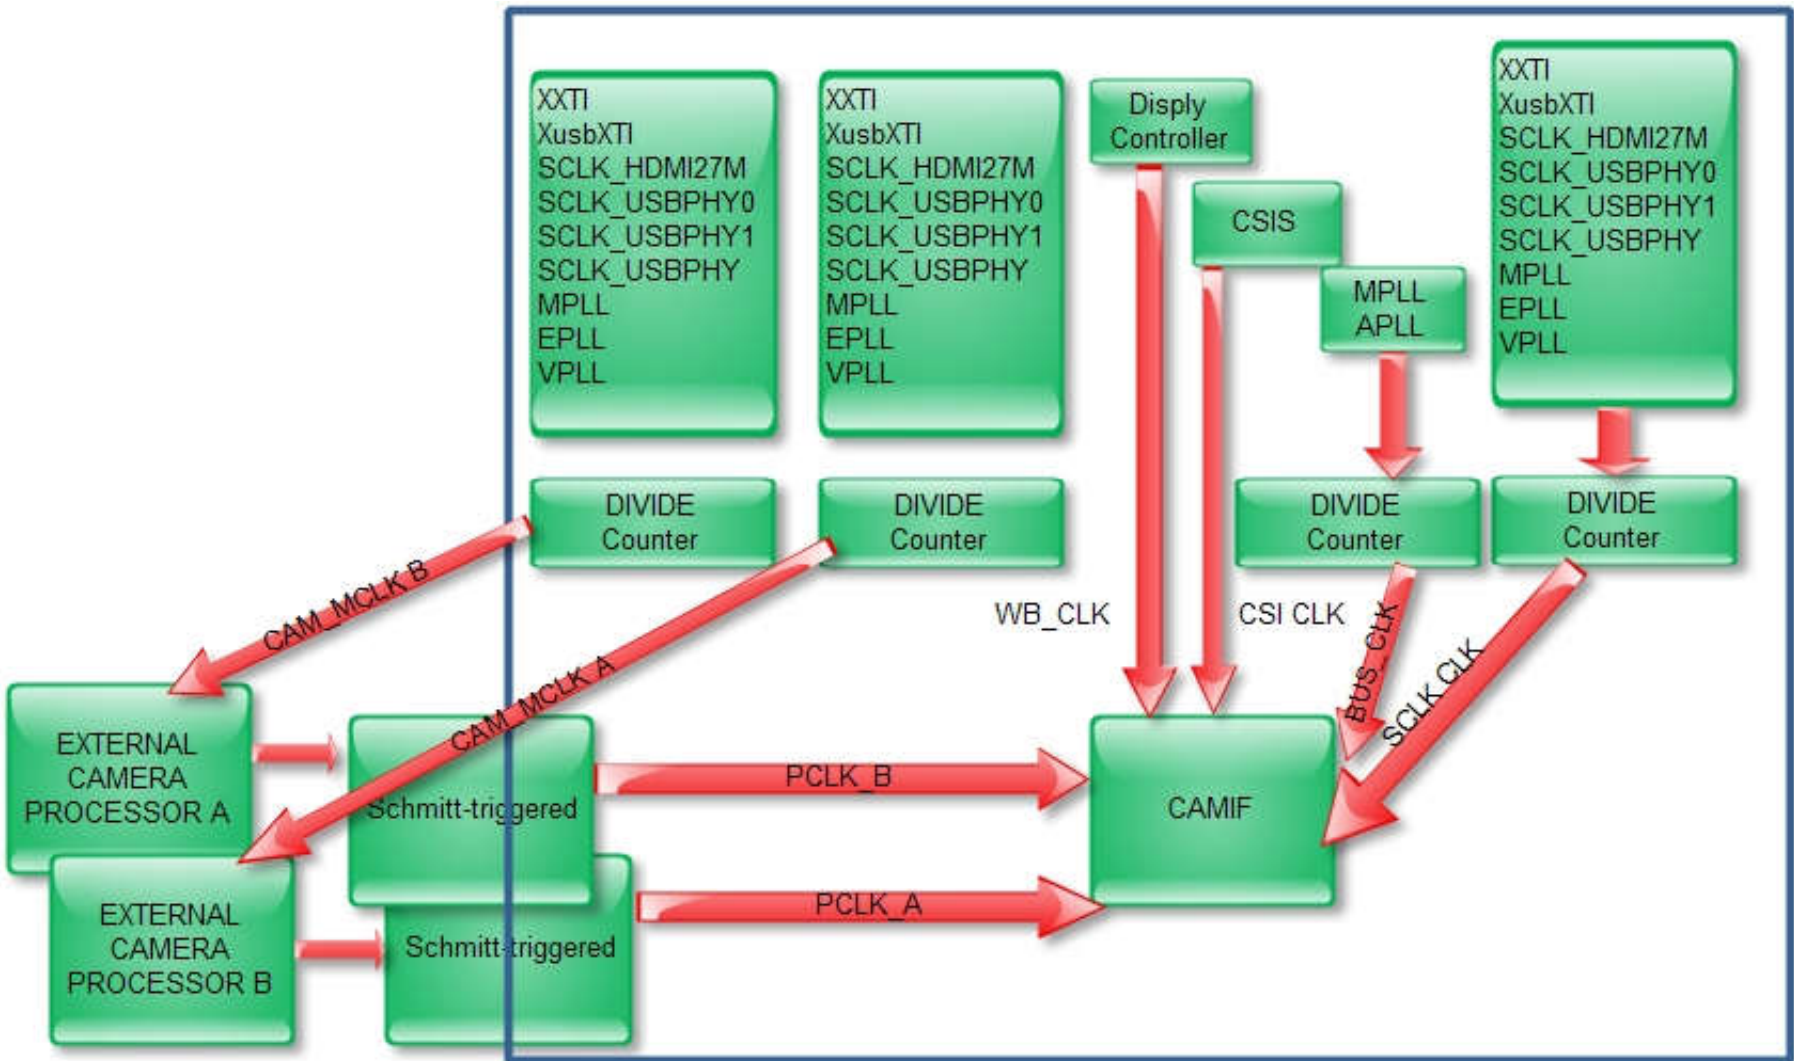 XXTI
XusbXTI
SCLK_HDMI27M
SCLK_USBPHY0
SCLK_USBPHY1
SCLK_USBPHY
MPLL
EPLL
VPLL
XXTI
XusbXTI
SCLK_HDMI27M
SCLK_USBPHY0
SCLK_USBPHY1
SCLK_USBPHY
MPLL
EPLL
VPLL
Disply
Controller
CSIS
MPLL
APLL
XXTI
XusbXTI
SCLK_HDMI27M
SCLK_USBPHY0
SCLK_USBPHY1
SCLK_USBPHY
MPLL
EPLL
VPLL
DIVIDE
Counter
DIVIDE
Counter
DIVIDE
Counter
DIVIDE
Counter
CAM_MCLK B
CAM_MCLK A
WB_CLK
CSI CLK
BUS_CLK
SCLK CLK
EXTERNAL
CAMERA
PROCESSOR A
Schmitt-triggered
PCLK_B
CAMIF
EXTERNAL
CAMERA
PROCESSOR B
Schmitt-triggered
PCLK_A